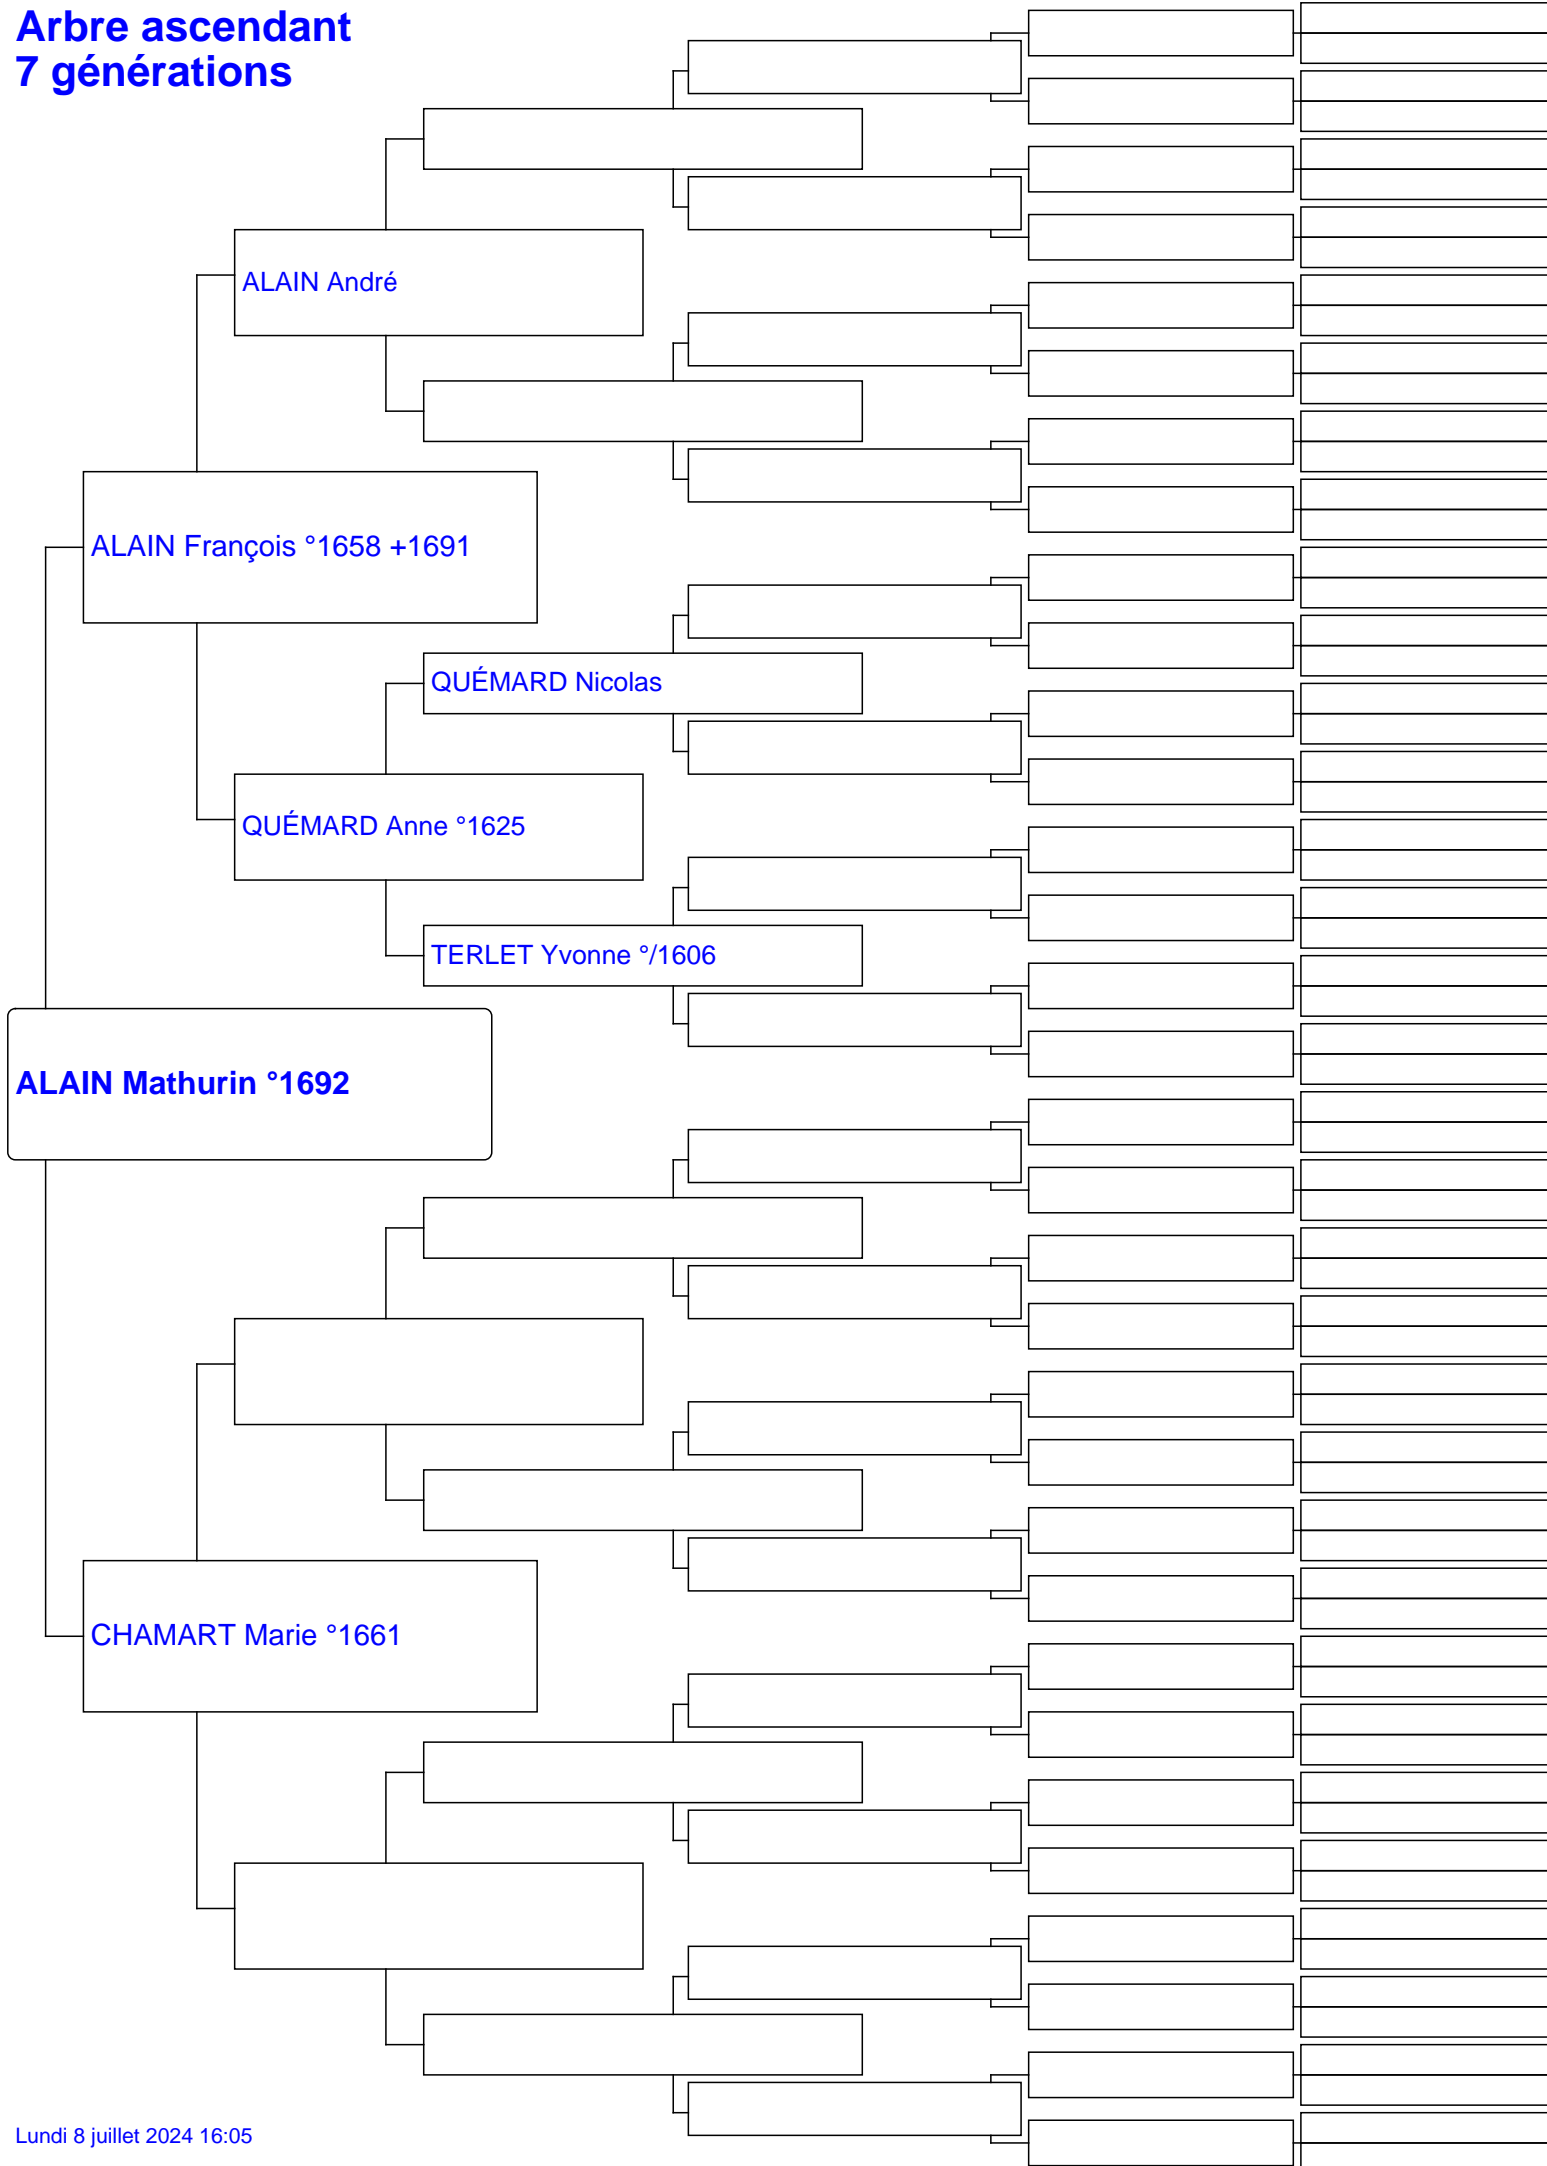 Arbre ascendant
7 générations
ALAIN André
ALAIN François °1658 +1691
QUÉMARD Nicolas
QUÉMARD Anne °1625
TERLET Yvonne °/1606
ALAIN Mathurin °1692
CHAMART Marie °1661
Lundi 8 juillet 2024 16:05